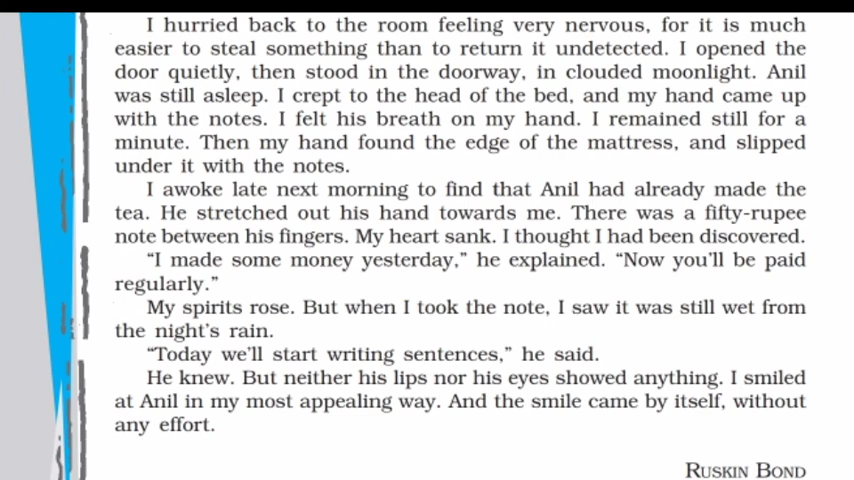 I hurried back to the room feeling very nervous, for it is much
easier to steal something than to return it undetected. I opened the
door quietly, then stood in the doorway, in clouded moonlight. Anil
was still asleep. I crept to the head of the bed, and my hand came up
with the notes. I felt his breath on my hand. I remained still for a
minute. Then my hand found the edge of the mattress, and slipped
under it with the notes.
I awoke late next morning to find that Anil had already made the
tea. He stretched out his hand towards me. There was a fifty-rupee
note between his fingers. My heart sank. I thought I had been discovered.
“I made some money yesterday,” he explained. “Now you’ll be paid
regularly.”
My spirits rose. But when I took the note, I saw it was still wet from
the night’s rain.
“Today we’ll start writing sentences,” he said.
He knew. But neither his lips nor his eyes showed anything. I smiled
at Anil in my most appealing way. And the smile came by itself, without
any effort.
RUSKIN BOND